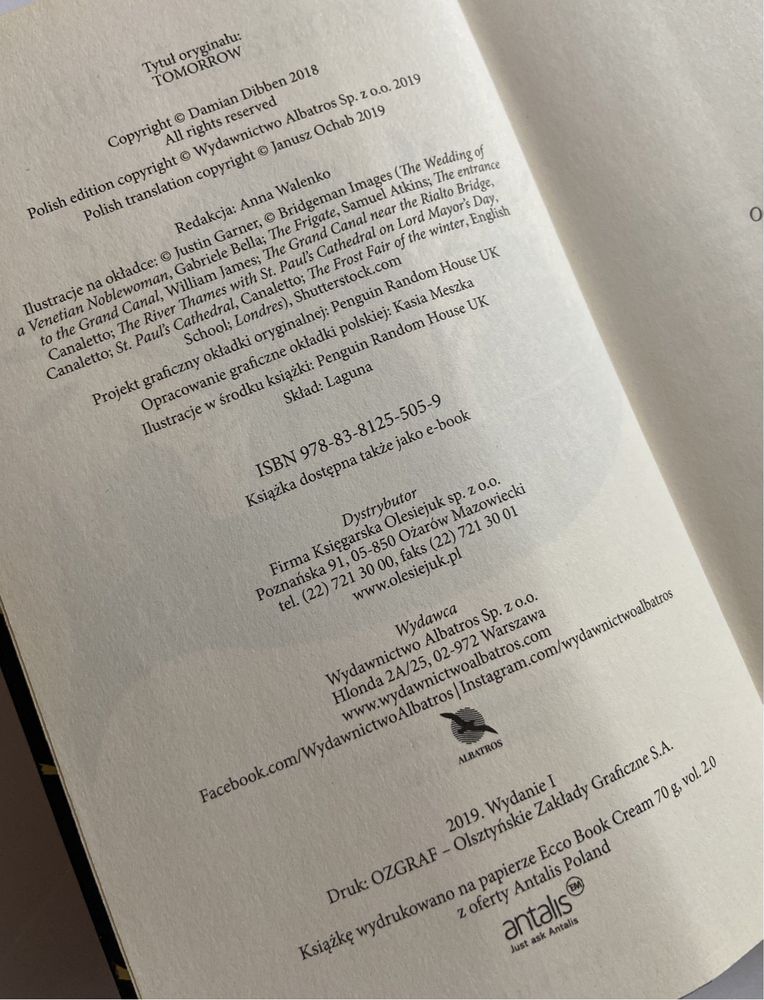 Tytuł oryginału:
TOMORROW
Copyright © Damian Dibben 2018
All rights reserved
Polish edition copyright © Wydawnictwo Albatros Sp. z o.o. 2019
Polish translation copyright © Janusz Ochab 2019
Redakcja: Anna Walenko
Ilustracje na okładce: © Justin Garner, © Bridgeman Images (The Wedding of
a Venetian Noblewoman, Gabriele Bella; The Frigate, Samuel Atkins; The entrance
to the Grand Canal, William James; The Grand Canal near the Rialto Bridge,
Canaletto; The River Thames with St. Paul's Cathedral on Lord Mayor's Day,
Canaletto; St. Paul's Cathedral, Canaletto; The Frost Fair of the winter, English
School; Londres), Shutterstock.com
Projekt graficzny okładki oryginalnej: Penguin Random House UK
Opracowanie graficzne okładki polskiej: Kasia Meszka
Ilustracje w środku książki: Penguin Random House UK
Skład: Laguna
ISBN 978-83-8125-505-9
Książka dostępna także jako e-book
Dystrybutor
Firma Księgarska Olesiejuk sp. z o.o.
Poznańska 91, 05-850 Ożarów Mazowiecki
tel. (22) 721 30 00, faks (22) 721 30 01
www.olesiejuk.pl
Wydawca
Wydawnictwo Albatros Sp. z o.o.
Hlonda 2A/25, 02-972 Warszawa
www.wydawnictwoalbatros.com
Facebook.com/WydawnictwoAlbatros|Instagram.com/wydawnictwoalbatros
ALBATROS
2019. Wydanie I
Druk: OZGRAF – Olsztyńskie Zakłady Graficzne S.A.
Książkę wydrukowano na papierze Ecco Book Cream 70 g, vol. 2.0
z oferty Antalis Poland
antalis TM
Just ask Antalis
O